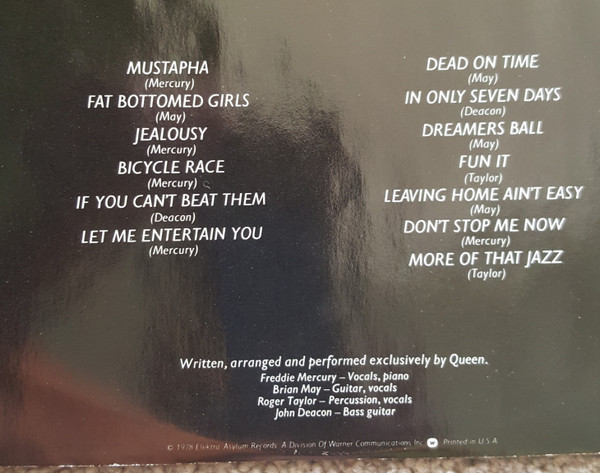 MUSTAPHA
(Mercury)
FAT BOTTOMED GIRLS
(May)
JEALOUSY
(Mercury)
BICYCLE RACE
(Mercury)
IF YOU CAN'T BEAT THEM
(Deacon)
LET ME ENTERTAIN YOU
(Mercury)
DEAD ON TIME
(May)
IN ONLY SEVEN DAYS
(Deacon)
DREAMERS BALL
(May)
FUN IT
(Taylor)
LEAVING HOME AIN'T EASY
(May)
DON'T STOP ME NOW
(Mercury)
MORE OF THAT JAZZ
(Taylor)
Written, arranged and performed exclusively by Queen.
Freddie Mercury – Vocals, piano
Brian May – Guitar, vocals
Roger Taylor – Percussion, vocals
John Deacon – Bass guitar
© 1978 Elektra Asylum Records A Division Of Warner Communications Inc. W Printed in U.S.A.